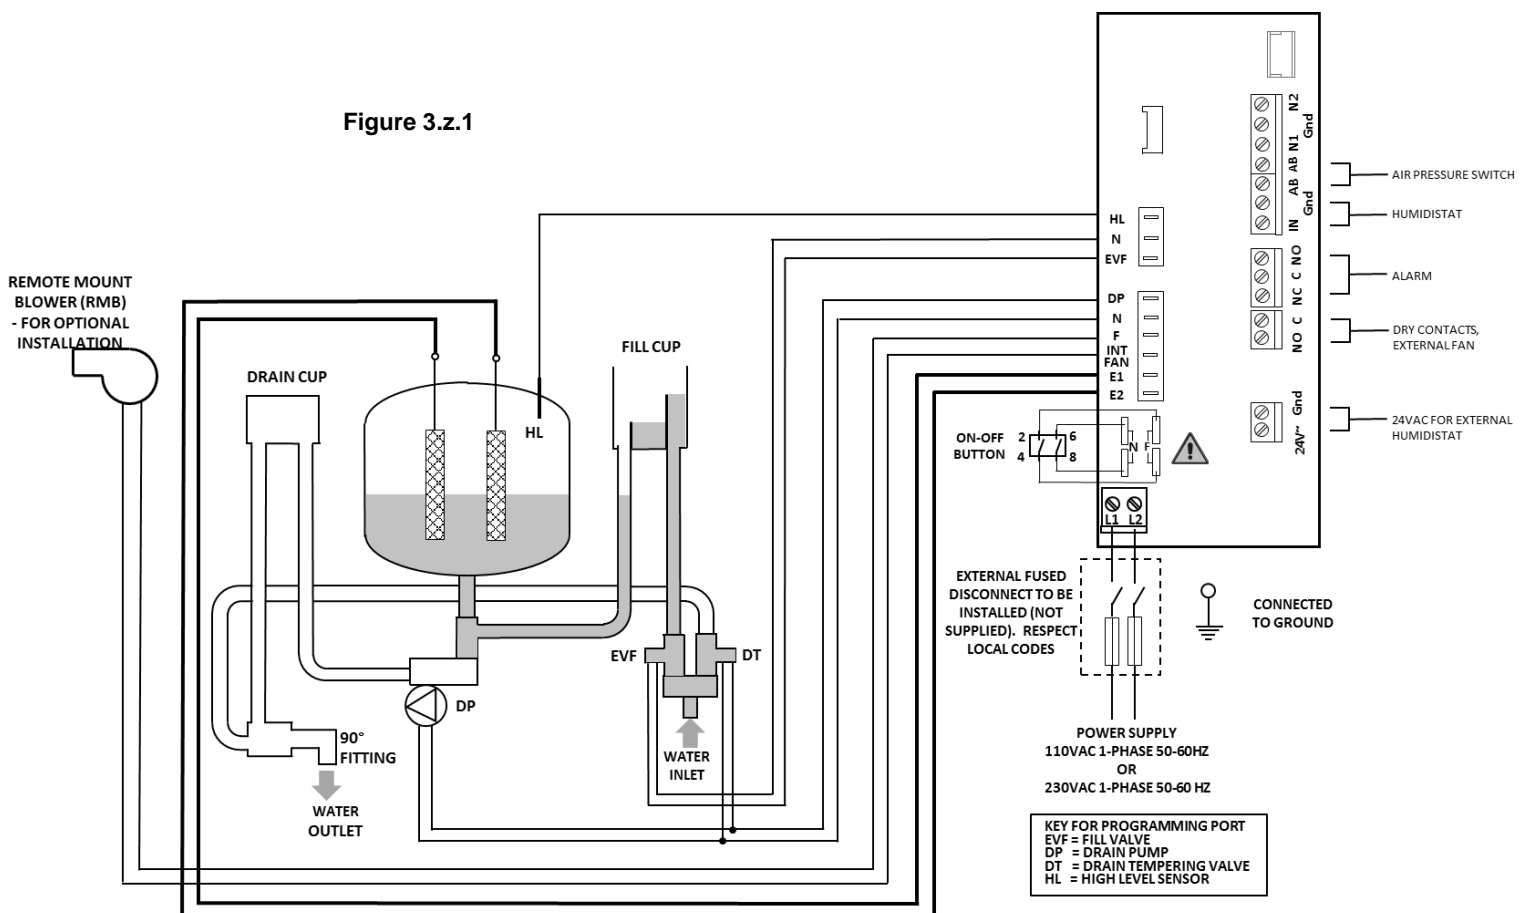 Figure 3.z.1
REMOTE MOUNT
BLOWER (RMB)
- FOR OPTIONAL
INSTALLATION
DRAIN CUP
FILL CUP
HL
EVF
DT
DP
90°
FITTING
WATER
INLET
WATER
OUTLET
HL
N
EVF
DP
N
F
INT
FAN
E1
E2
N2
Gnd
N1
AB
AB
Gnd
IN
NO
C
NC
C
NO
Gnd
24V~
AIR PRESSURE SWITCH
HUMIDISTAT
ALARM
DRY CONTACTS,
EXTERNAL FAN
24VAC FOR EXTERNAL
HUMIDISTAT
ON-OFF
BUTTON
2 6
4 8
N F
L1 L2
EXTERNAL FUSED
DISCONNECT TO BE
INSTALLED (NOT
SUPPLIED). RESPECT
LOCAL CODES
CONNECTED
TO GROUND
POWER SUPPLY
110VAC 1-PHASE 50-60HZ
OR
230VAC 1-PHASE 50-60 HZ
KEY FOR PROGRAMMING PORT
EVF = FILL VALVE
DP = DRAIN PUMP
DT = DRAIN TEMPERING VALVE
HL = HIGH LEVEL SENSOR